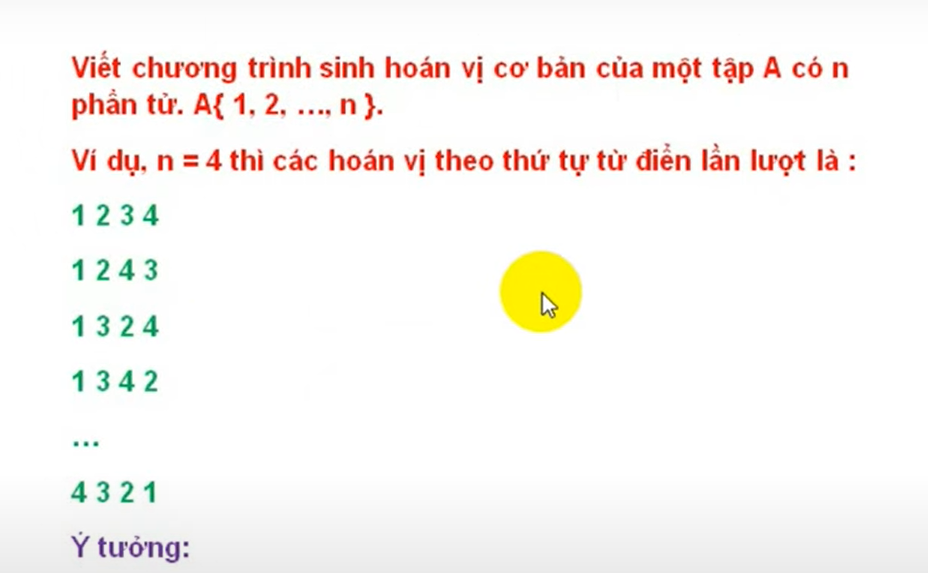 Viết chương trình sinh hoán vị cơ bản của một tập A có n
phần tử. A{ 1, 2, ..., n }.
Ví dụ, n = 4 thì các hoán vị theo thứ tự từ điển lần lượt là :
1 2 3 4
1 2 4 3
1 3 2 4
1 3 4 2
...
4 3 2 1
Ý tưởng: